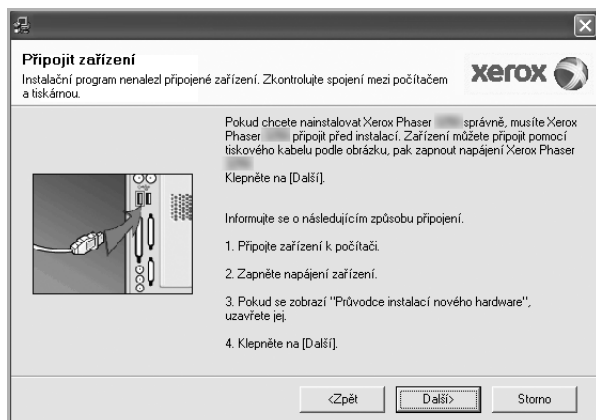 Připojit zařízení
Instalační program nenalezl připojené zařízení. Zkontrolujte spojení mezi počítačem
a tiskárnou.
xerox
Pokud chcete nainstalovat Xerox Phaser správně, musíte Xerox
Phaser připojit před instalací. Zařízení můžete připojit pomocí
tiskového kabelu podle obrázku, pak zapnout napájení Xerox Phaser
Klepněte na [Další].
Informujte se o následujícím způsobu připojení.
1. Připojte zařízení k počítači.
2. Zapněte napájení zařízení.
3. Pokud se zobrazí "Průvodce instalací nového hardware",
uzavřete jej.
4. Klepněte na [Další].
<Zpět
Další>
Storno